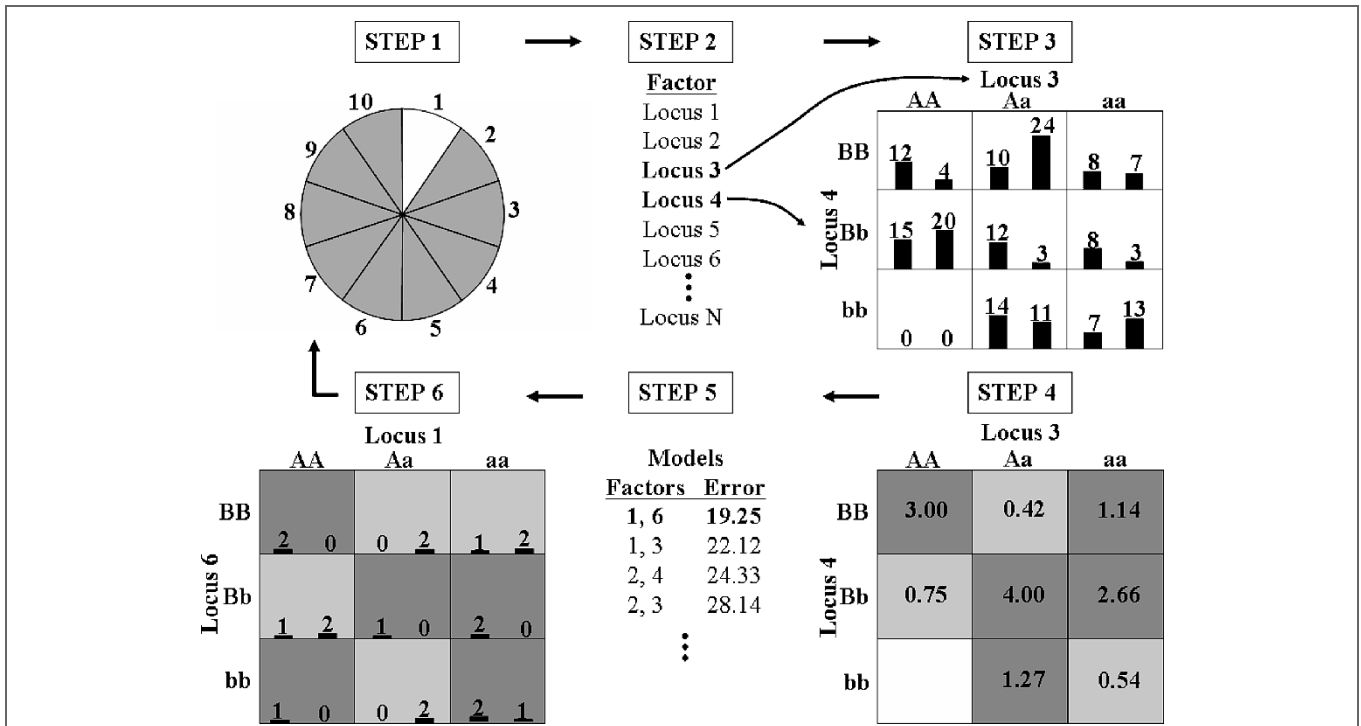 STEP 1
STEP 2
STEP 3
10
1
9
2
8
3
7
4
6
5
Factor
Locus 1
Locus 2
Locus 3
Locus 4
Locus 5
Locus 6
Locus N
Locus 3
AA Aa aa
Locus 4
BB
12 4 10 24 8 7
Bb
15 20 12 3 8 3
bb
0 0 14 11 7 13
STEP 6
STEP 5
STEP 4
Locus 1
AA Aa aa
Locus 6
BB
2 0 0 2 1 2
Bb
1 2 1 0 2 0
bb
1 0 0 2 2 1
Models
Factors Error
1, 6 19.25
1, 3 22.12
2, 4 24.33
2, 3 28.14
Locus 3
AA Aa aa
Locus 4
BB 3.00 0.42 1.14
Bb 0.75 4.00 2.66
bb 1.27 0.54